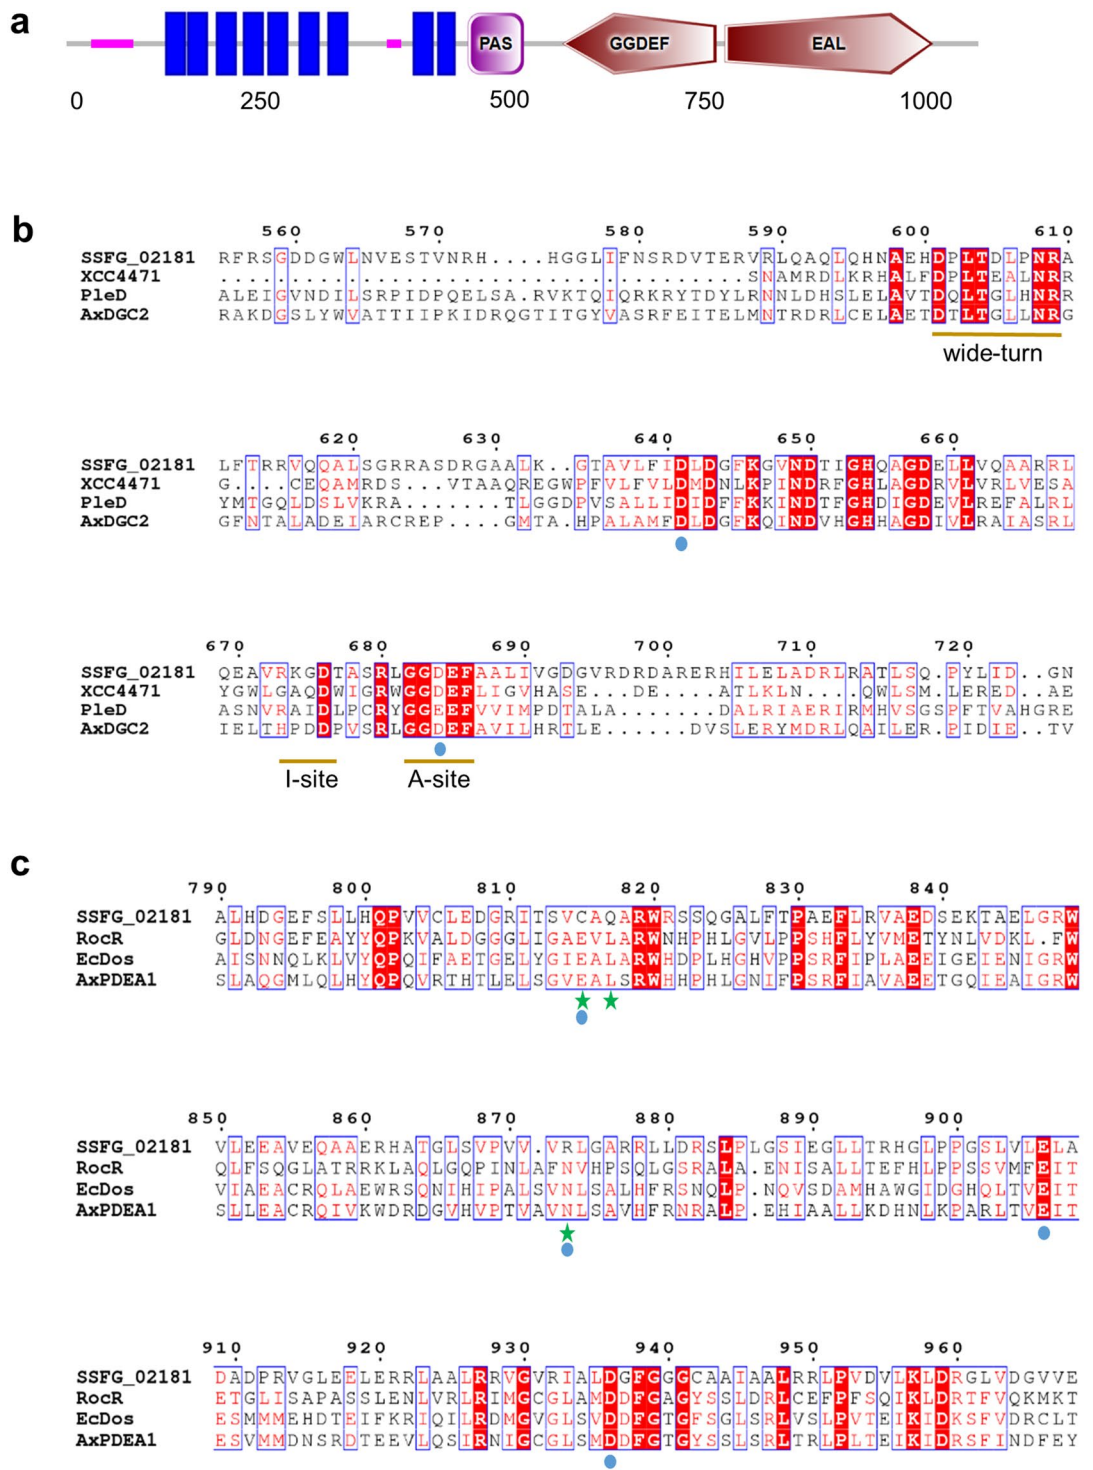 a
PAS GGDEF EAL
0 250 500 750 1000
b
560 570 580 590 600 610
SSFG_02181 RFRSGDDGWLNVESTVNRH....HGGLIFNSRDVTERVRLQAQLQHNAEHDPLTDLPNRA
XCC4471 .....................................SNAMRDLKRHALFDPLTEALNRR
PleD ALEIGVNDILSRPIDPQELSA.RVKTQIQRKRYTDYLRNNLDHSLELAVTDQLTGLHNRR
AxDGC2 RAKDGSLYWVATTIIPKIDRQGTITGYVASRFEITELMNTRDRLCELAETDTLTGLLNRG
wide-turn
620 630 640 650 660
SSFG_02181 LFTRRVQQALSGRRASDRGAALK..GTAVLFIDLDGFKGVNDTIGHQAGDELLVQAARRL
XCC4471 G....CEQAMRDS...VTAAQREGWPFVLFVLDMDNLKPINDRFGHLAGDRVLVRLVESA
PleD YMTGQLDSLVKRA.......TLGGDPVSALLIDIDFFKKINDTFGHDIGDEVLREFALRL
AxDGC2 GFNTALADEIARCREP....GMTA.HPALAMFDLDGFKQINDVHGHHAGDIVLRAIASRL
670 680 690 700 710 720
SSFG_02181 QEAVRKGDTASRLGGDEFAALIVGDGVRDRDARERHILELADRLRATLSQ.PYLID..GN
XCC4471 YGWLGAQDWIGRWGGDEFLIGVHASE...DE....ATLKLN....QWLSM.LERED..AE
PleD ASNVRAIDLPCRYGGEEFVVIMPDTALA.......DALRIAERIRMHVSGSPFTVAHGRE
AxDGC2 IELTHPDDPVSRLGGDEFAVILHRTLE......DVSLERYMDRLQAILER.PIDIE..TV
I-site A-site
c
790 800 810 820 830 840
SSFG_02181 ALHDGEFSLLHQPVVCLEDGRITSVCAQARWRSSQGALFTPAEFLRVAEDSEKTAELGRW
RocR GLDNGEFEAYYQPKVALDGGGLIGAEVLARWNHPHLGVLPPSHFLYVMETYNLVDKL.FW
EcDos AISNNQLKLVYQPQIFAETGELYGIEALARWHDPLHGHVPPSRFIPLAEEIGEIENIGRW
AxPDEA1 SLAQGMLQLHYQPQVRTHTLELSGVEALSRWHHPHLGNIFPSRFIAVAEETGQIEAIGRW
850 860 870 880 890 900
SSFG_02181 VLEEAVEQAAERHATGLSVPVV.VRLGARRLLDRSLPLGSIEGLLTRHGLPPGSLVLELA
RocR QLFSQGLATRRKLAQLGQPINLAFNVHPSQLGSRALA.ENISALLTEFHLPPSSVMFEIT
EcDos VIAEACRQLAEWRSQNIHIPALSVNLSALHFRSNQLP.NQVSDAMHAWGIDGHQLTVEIT
AxPDEA1 SLLEACRQIVKWDRDGVHVPTVAVNLSAVHFRNRALP.EHIAALLKDHNLKPARLTVEIT
910 920 930 940 950 960
SSFG_02181 DADPRVGLEELERRLAALRRVGVRIALDGFGGGCAAIAALRRLPVDVLKLDRGLVDGVVE
RocR ETGLISAPASSLENLVRLRIMGCGLAMDDFGAGYSSLDRLCEFPFSQIKLDRTFVQKMKT
EcDos ESMMMEHDTEIFKRIQILRDMGVGLSVDDFGTGFSGLSRLVSLPVTEIKIDKSFVDRCLT
AxPDEA1 ESVMMDNSRDTEEVLQSIRNIGCGLSMDDFGTGYSSLSRLTRLPLTEIKIDRSFINDFEY